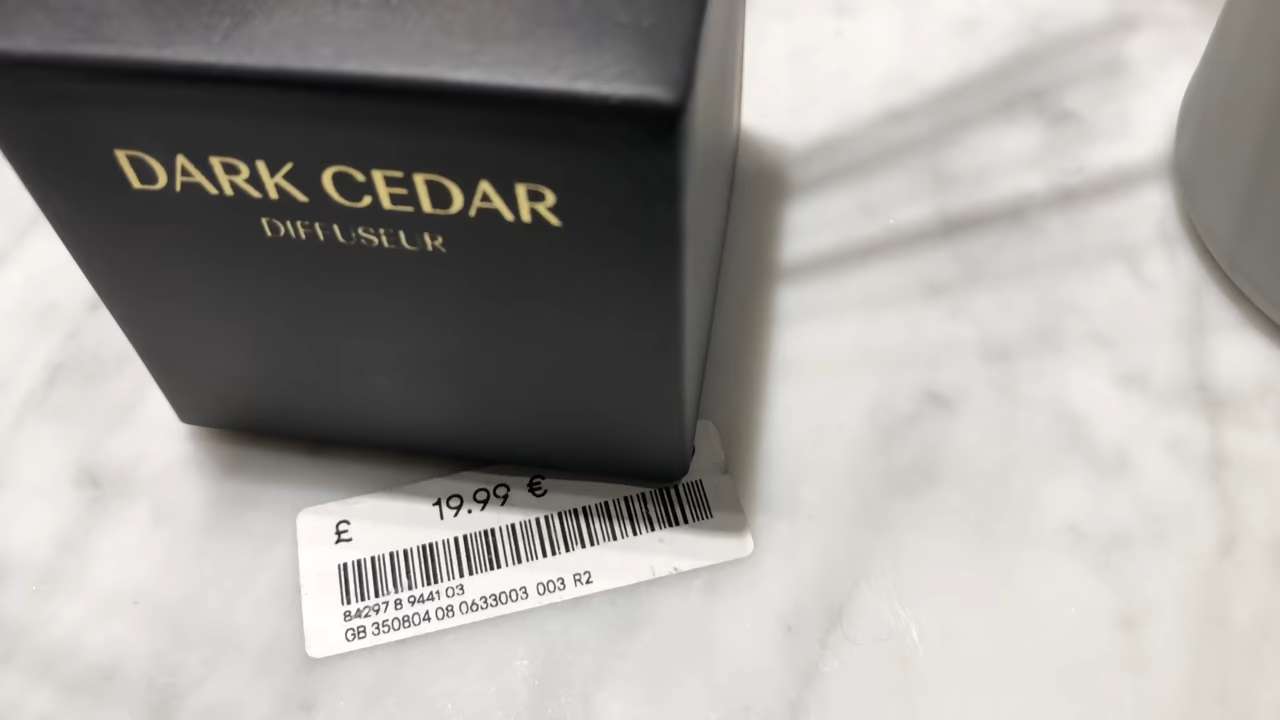 DARK CEDAR
DIFFUSEUR
£ 19.99 €
84297 8 9441 03
GB 350804 08 0633003 003 R2